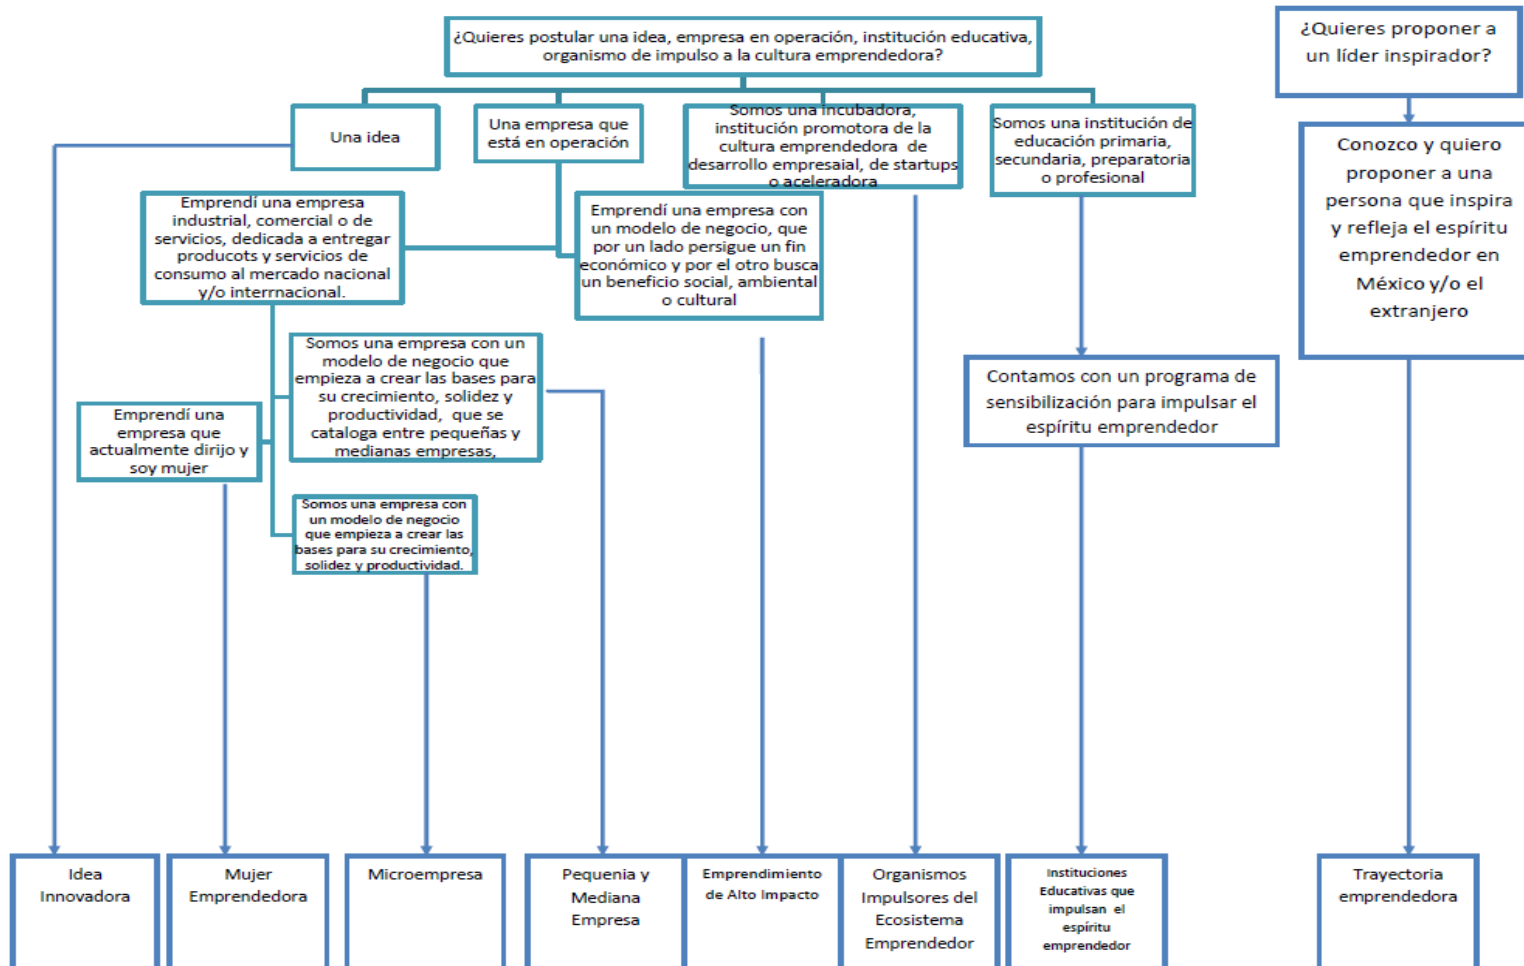 ¿Quieres postular una idea, empresa en operación, institución educativa,
organismo de impulso a la cultura emprendedora?
¿Quieres proponer a
un líder inspirador?
Una idea
Una empresa que
está en operación
Somos una incubadora,
institución promotora de la
cultura emprendedora de
desarrollo empresaial, de startups
o aceleradora
Somos una institución de
educación primaria,
secundaria, preparatoria
o profesional
Conozco y quiero
proponer a una
persona que inspira
y refleja el espíritu
emprendedor en
México y/o el
extranjero
Emprendí una empresa
industrial, comercial o de
servicios, dedicada a entregar
producots y servicios de
consumo al mercado nacional
y/o interrnacional.
Emprendí una empresa con
un modelo de negocio, que
por un lado persigue un fin
económico y por el otro busca
un beneficio social, ambiental
o cultural
Somos una empresa con un
modelo de negocio que
empieza a crear las bases para
su crecimiento, solidez y
productividad, que se
cataloga entre pequeñas y
medianas empresas,
Contamos con un programa de
sensibilización para impulsar el
espíritu emprendedor
Emprendí una
empresa que
actualmente dirijo y
soy mujer
Somos una empresa con
un modelo de negocio
que empieza a crear las
bases para su crecimiento,
solidez y productividad.
Idea
Innovadora
Mujer
Emprendedora
Microempresa
Pequenia y
Mediana
Empresa
Emprendimiento
de Alto Impacto
Organismos
Impulsores del
Ecosistema
Emprendedor
Instituciones
Educativas que
impulsan el
espíritu
emprendedor
Trayectoria
emprendedora